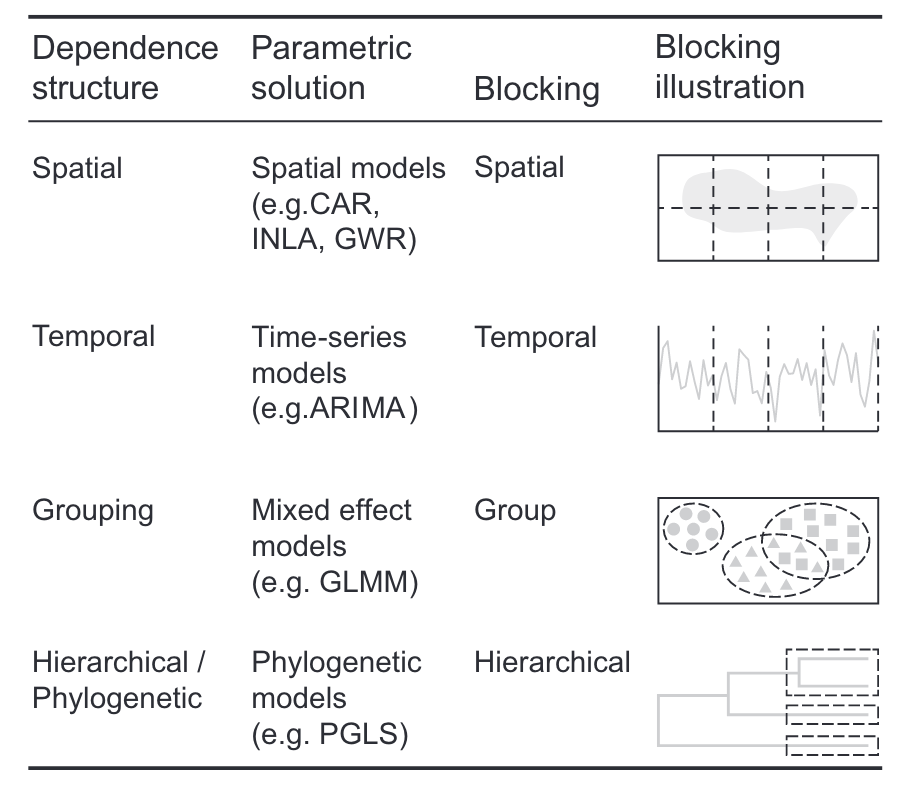 Dependence structure
Parametric solution
Blocking
Blocking illustration
Spatial
Spatial models
(e.g.CAR,
INLA, GWR)
Spatial
Temporal
Time-series
models
(e.g.ARIMA)
Temporal
Grouping
Mixed effect
models
(e.g. GLMM)
Group
Hierarchical /
Phylogenetic
Phylogenetic
models
(e.g. PGLS)
Hierarchical